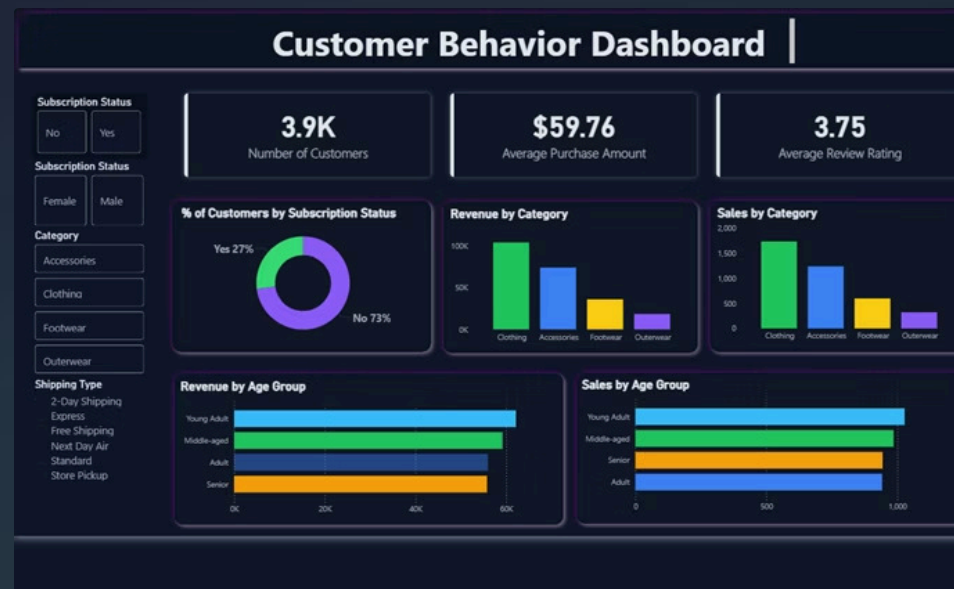 Customer Behavior Dashboard
Subscription Status
No
Yes
Subscription Status
Female
Male
Category
Accessories
Clothing
Footwear
Outerwear
Shipping Type
2-Day Shipping
Express
Free Shipping
Next Day Air
Standard
Store Pickup
3.9K
Number of Customers
$59.76
Average Purchase Amount
3.75
Average Review Rating
% of Customers by Subscription Status
Yes 27%
No 73%
Revenue by Category
100K
50K
0K
Clothing Accessories Footwear Outerwear
Sales by Category
2,000
1,500
1,000
500
0
Clothing Accessories Footwear Outerwear
Revenue by Age Group
Young Adult
Middle-aged
Adult
Senior
0K 20K 40K 60K
Sales by Age Group
Young Adult
Middle-aged
Senior
Adult
0 500 1,000